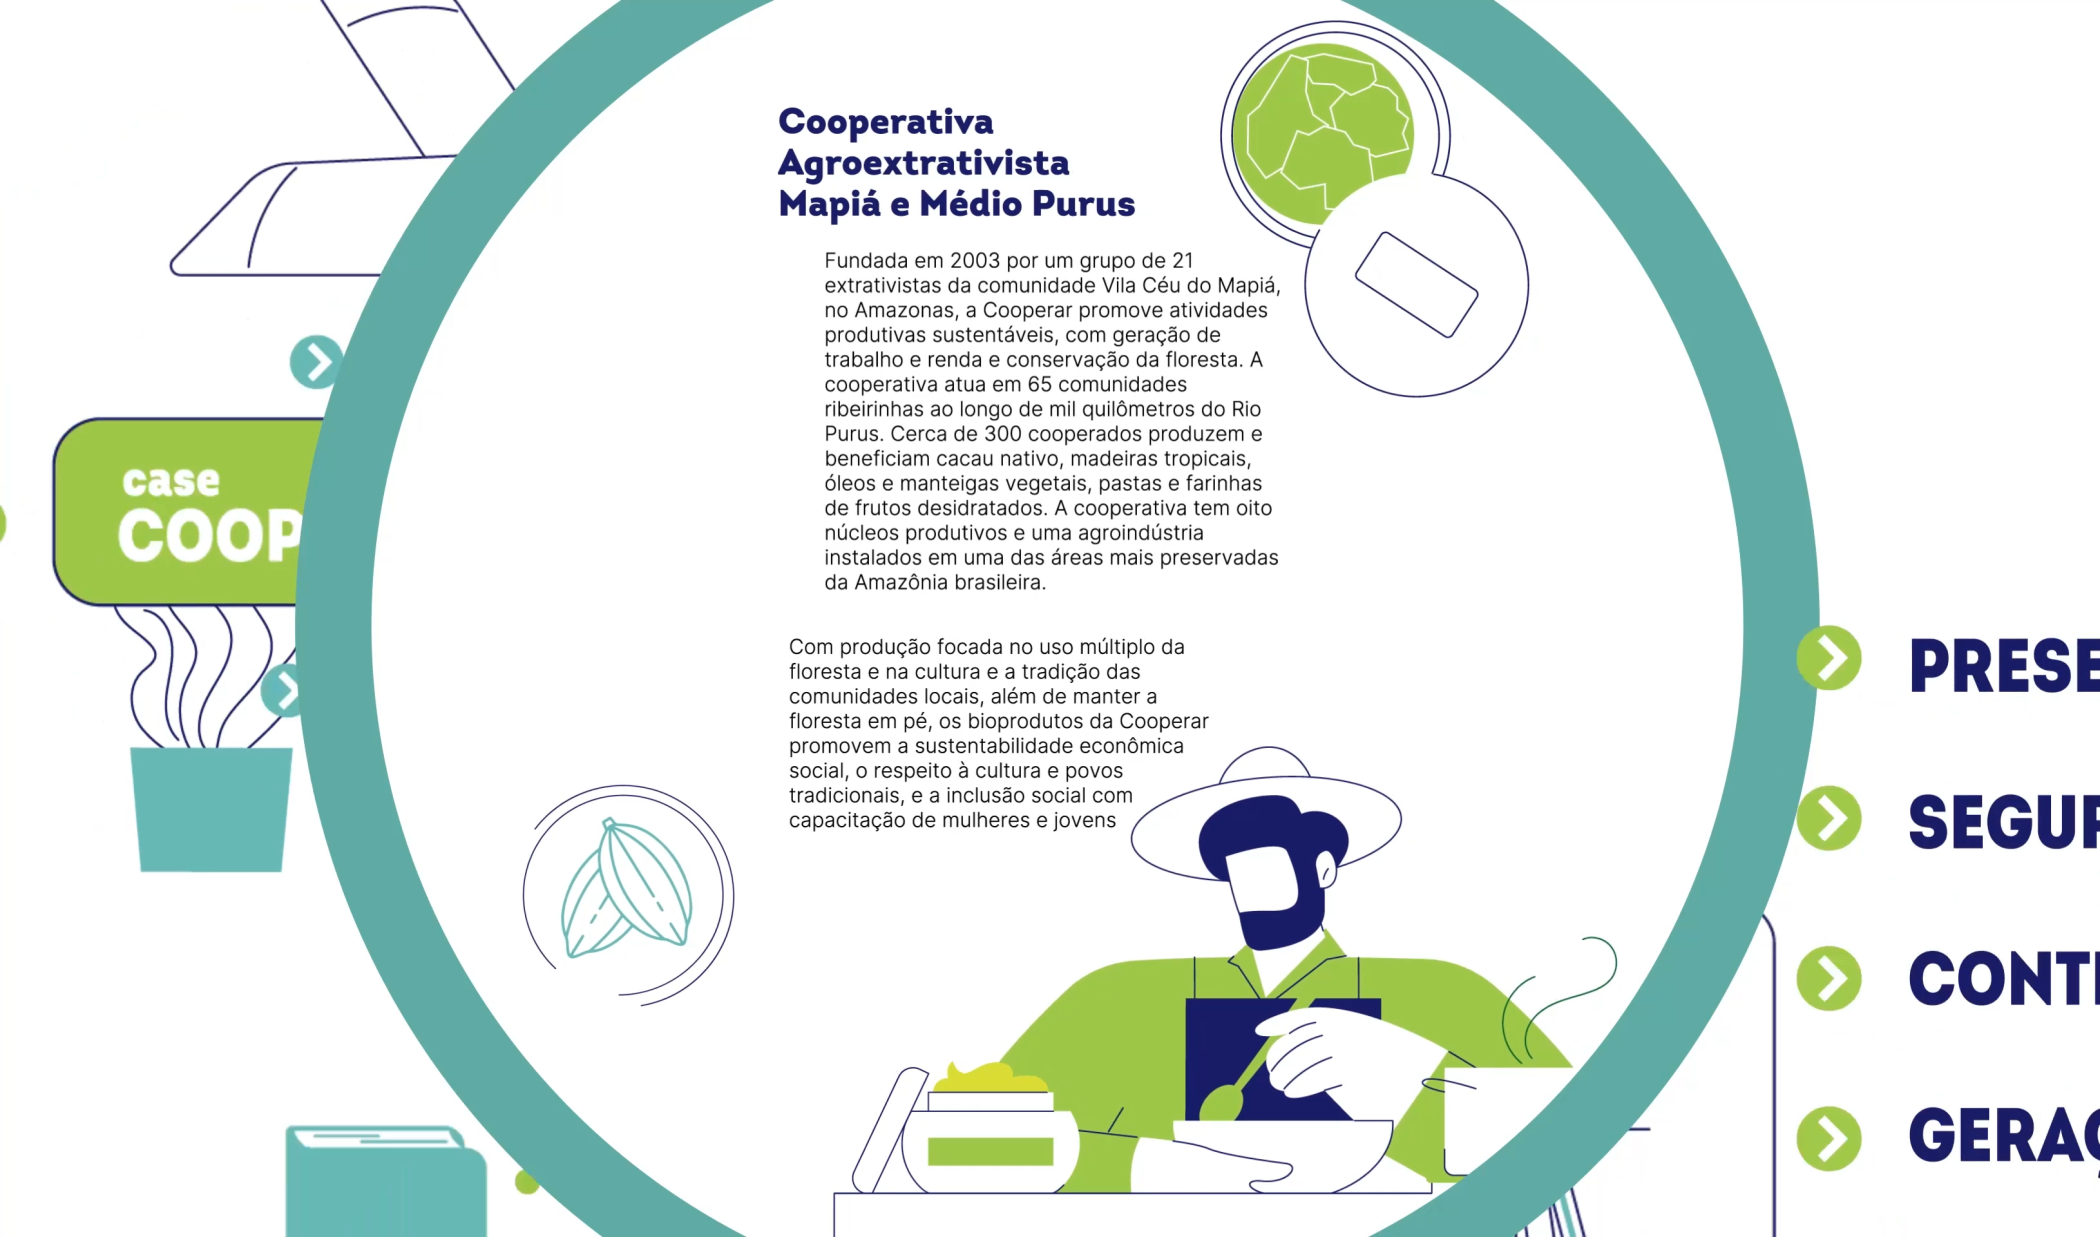 Cooperativa
Agroextrativista
Mapiá e Médio Purus
Fundada em 2003 por um grupo de 21
extrativistas da comunidade Vila Céu do Mapiá,
no Amazonas, a Cooperar promove atividades
produtivas sustentáveis, com geração de
trabalho e renda e conservação da floresta. A
cooperativa atua em 65 comunidades
ribeirinhas ao longo de mil quilômetros do Rio
Purus. Cerca de 300 cooperados produzem e
beneficiam cacau nativo, madeiras tropicais,
óleos e manteigas vegetais, pastas e farinhas
de frutos desidratados. A cooperativa tem oito
núcleos produtivos e uma agroindústria
instalados em uma das áreas mais preservadas
da Amazônia brasileira.
Com produção focada no uso múltiplo da
floresta e na cultura e a tradição das
comunidades locais, além de manter a
floresta em pé, os bioprodutos da Cooperar
promovem a sustentabilidade econômica
social, o respeito à cultura e povos
tradicionais, e a inclusão social com
capacitação de mulheres e jovens
case
COOP